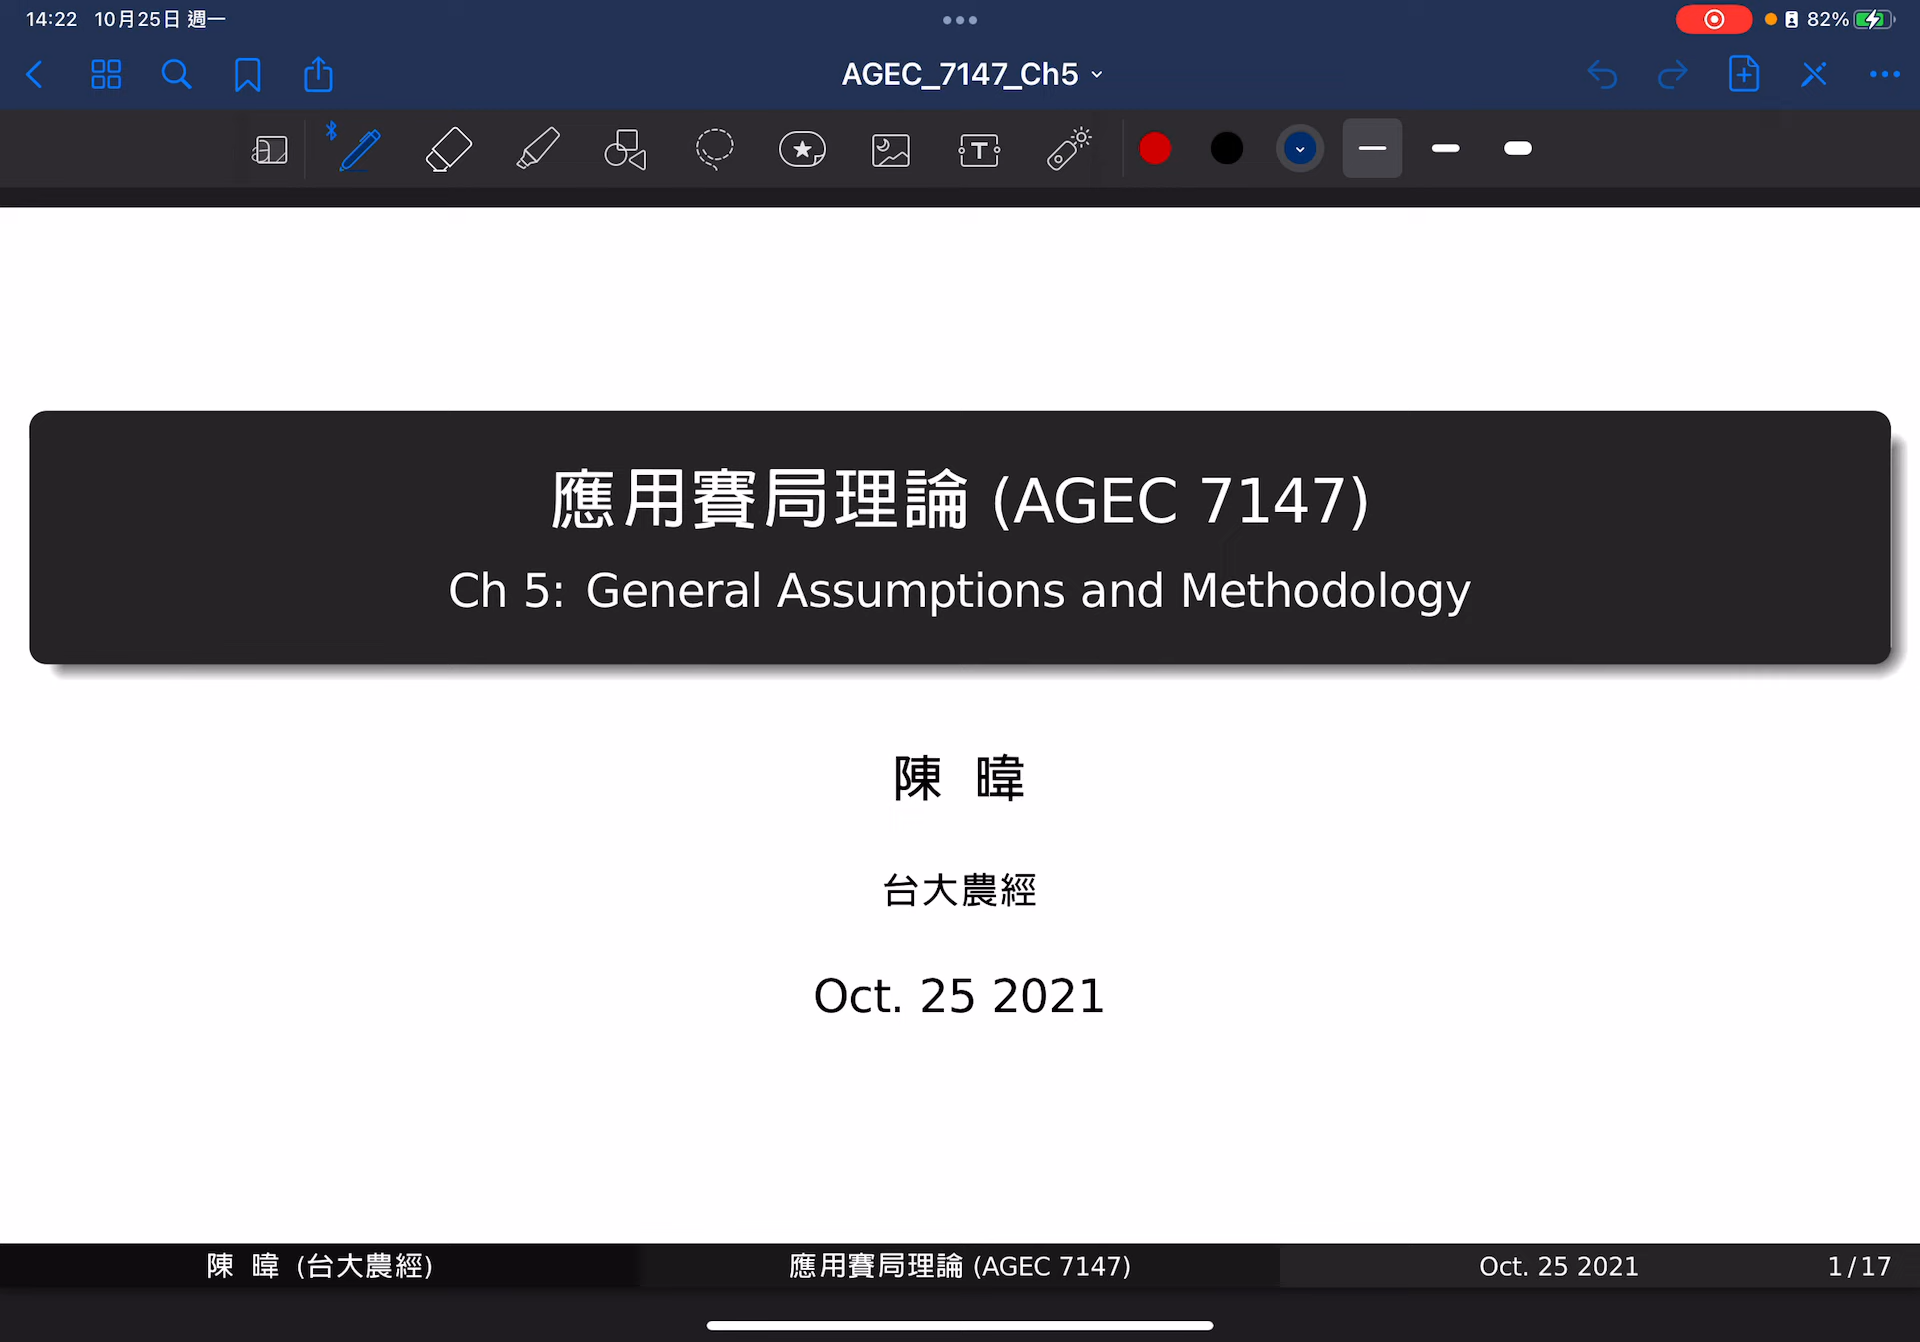 14:22 10月25日 週一
82%
AGEC_7147_Ch5
T
應用賽局理論 (AGEC 7147)
Ch 5: General Assumptions and Methodology
陳 暐
台大農經
Oct. 25 2021
陳 暐 (台大農經) 應用賽局理論 (AGEC 7147) Oct. 25 2021 1/17